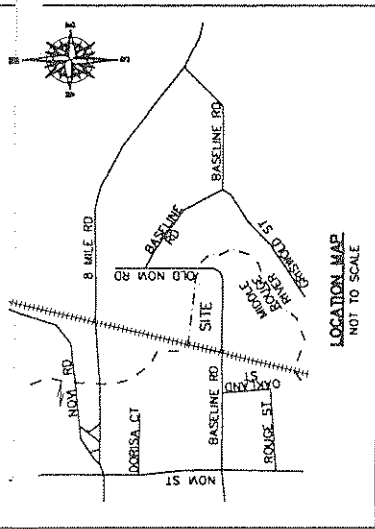 8 MILE RD
BASELINE RD
BASELINE
RD
OLD NOVI RD
NOVI
RD
GRISWOLD ST
MIDDLE
ROUGE
RIVER
SITE
DORISA CT
BASELINE RD
OAKLAND
ST
ROUGE ST
NOVI ST
LOCATION MAP
NOT TO SCALE